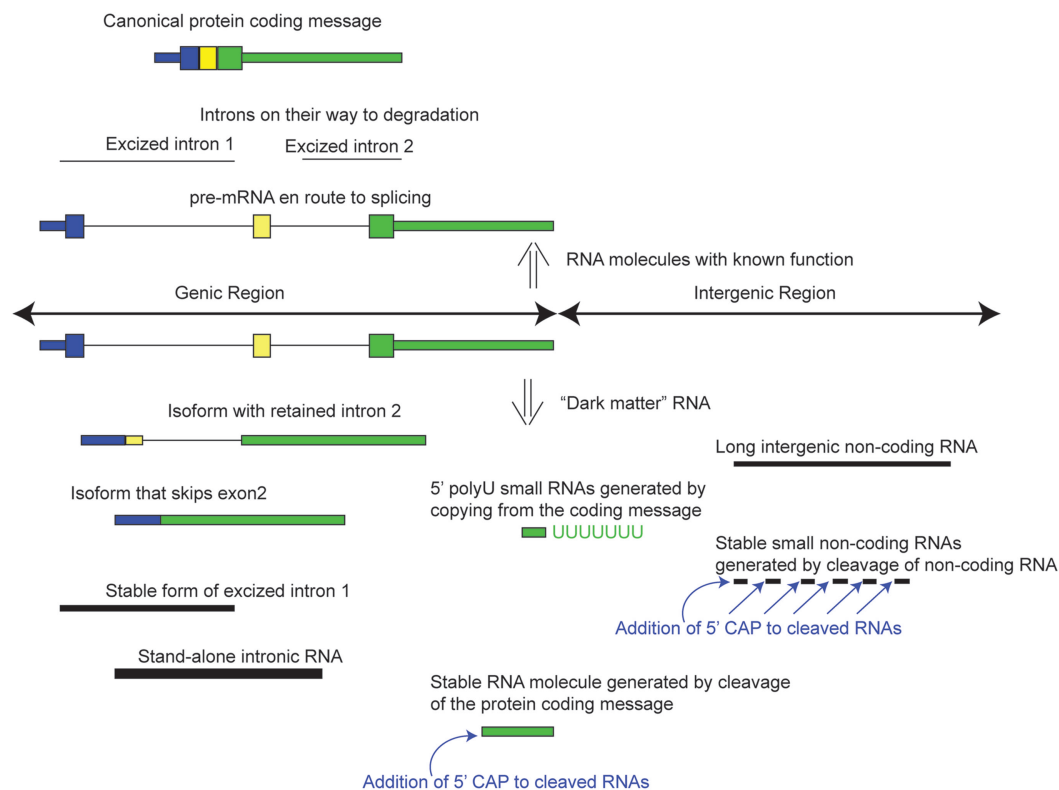 Canonical protein coding message
Introns on their way to degradation
Excized intron 1
Excized intron 2
pre-mRNA en route to splicing
RNA molecules with known function
Genic Region
Intergenic Region
“Dark matter” RNA
Isoform with retained intron 2
Long intergenic non-coding RNA
Isoform that skips exon2
5’ polyU small RNAs generated by
copying from the coding message
UUUUUUU
Stable small non-coding RNAs
generated by cleavage of non-coding RNA
Stable form of excized intron 1
Addition of 5’ CAP to cleaved RNAs
Stand-alone intronic RNA
Stable RNA molecule generated by cleavage
of the protein coding message
Addition of 5’ CAP to cleaved RNAs